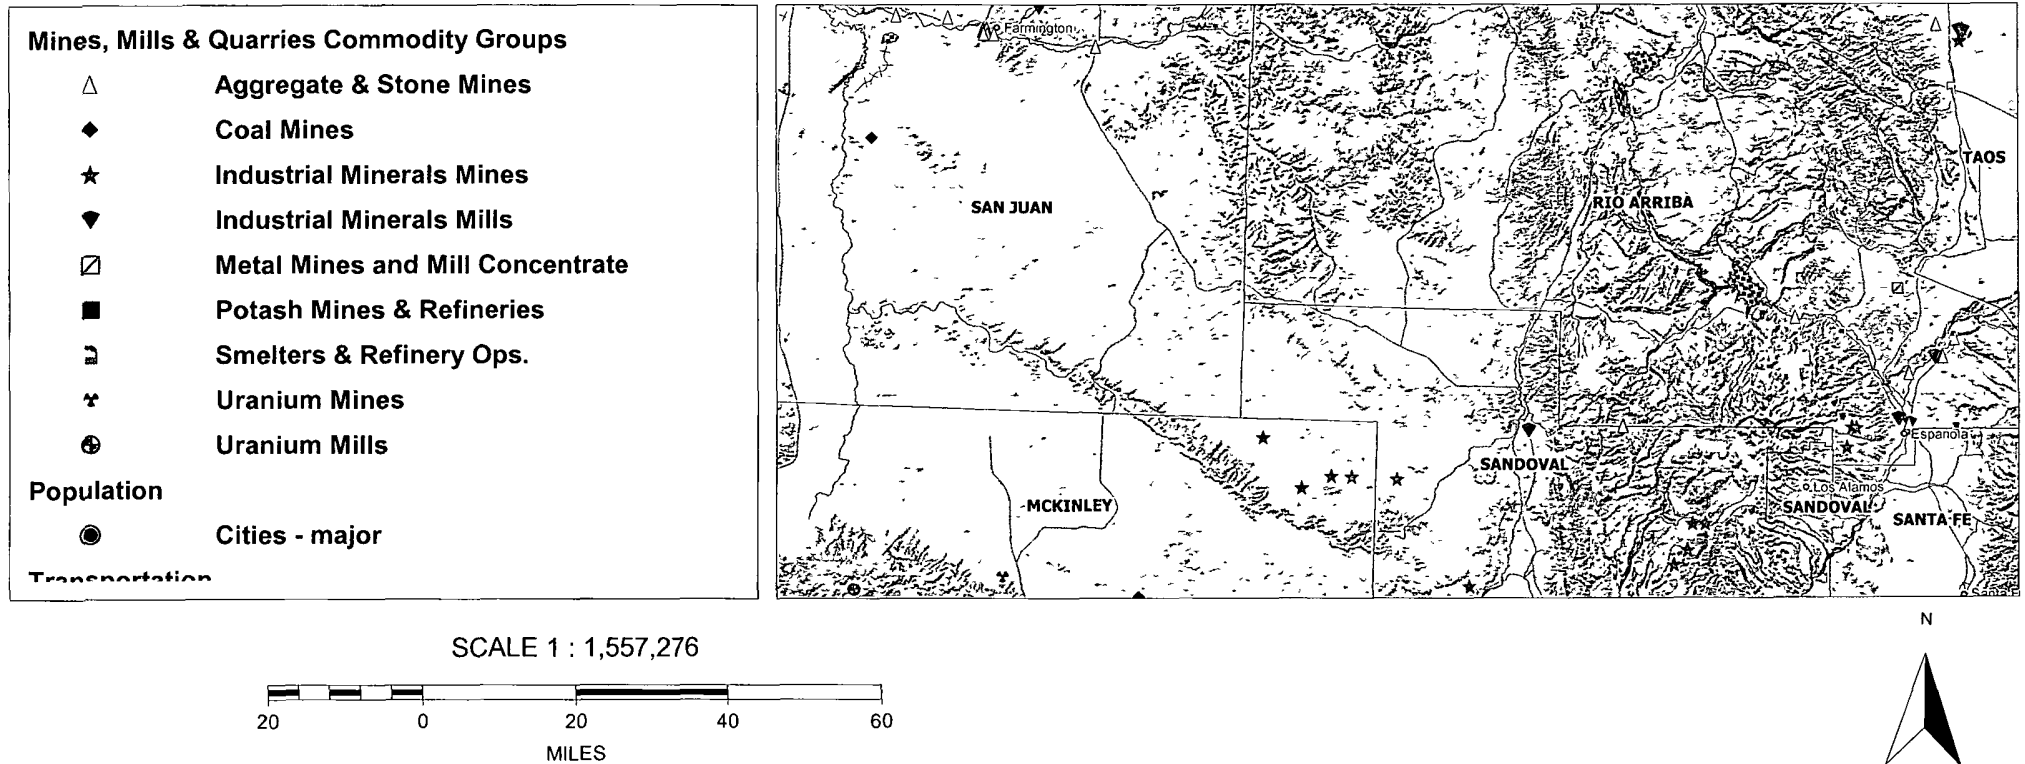 Mines, Mills & Quarries Commodity Groups
Aggregate & Stone Mines
Coal Mines
Industrial Minerals Mines
Industrial Minerals Mills
Metal Mines and Mill Concentrate
Potash Mines & Refineries
Smelters & Refinery Ops.
Uranium Mines
Uranium Mills
Population
Cities - major
Transportation
Farmington
TAOS
SAN JUAN
RIO ARRIBA
Espanola
SANDOVAL
Los Alamos
MCKINLEY
SANDOVAL
SANTA FE
SCALE 1 : 1,557,276
20 0 20 40 60
MILES
N